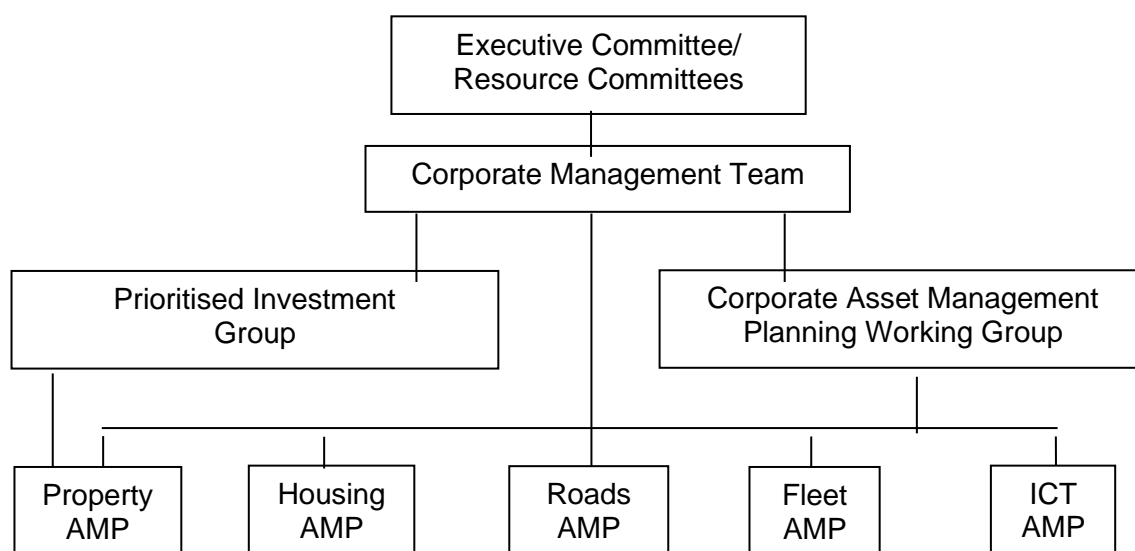 Executive Committee/
Resource Committees
Corporate Management Team
Prioritised Investment
Group
Corporate Asset Management
Planning Working Group
Property
AMP
Housing
AMP
Roads
AMP
Fleet
AMP
ICT
AMP